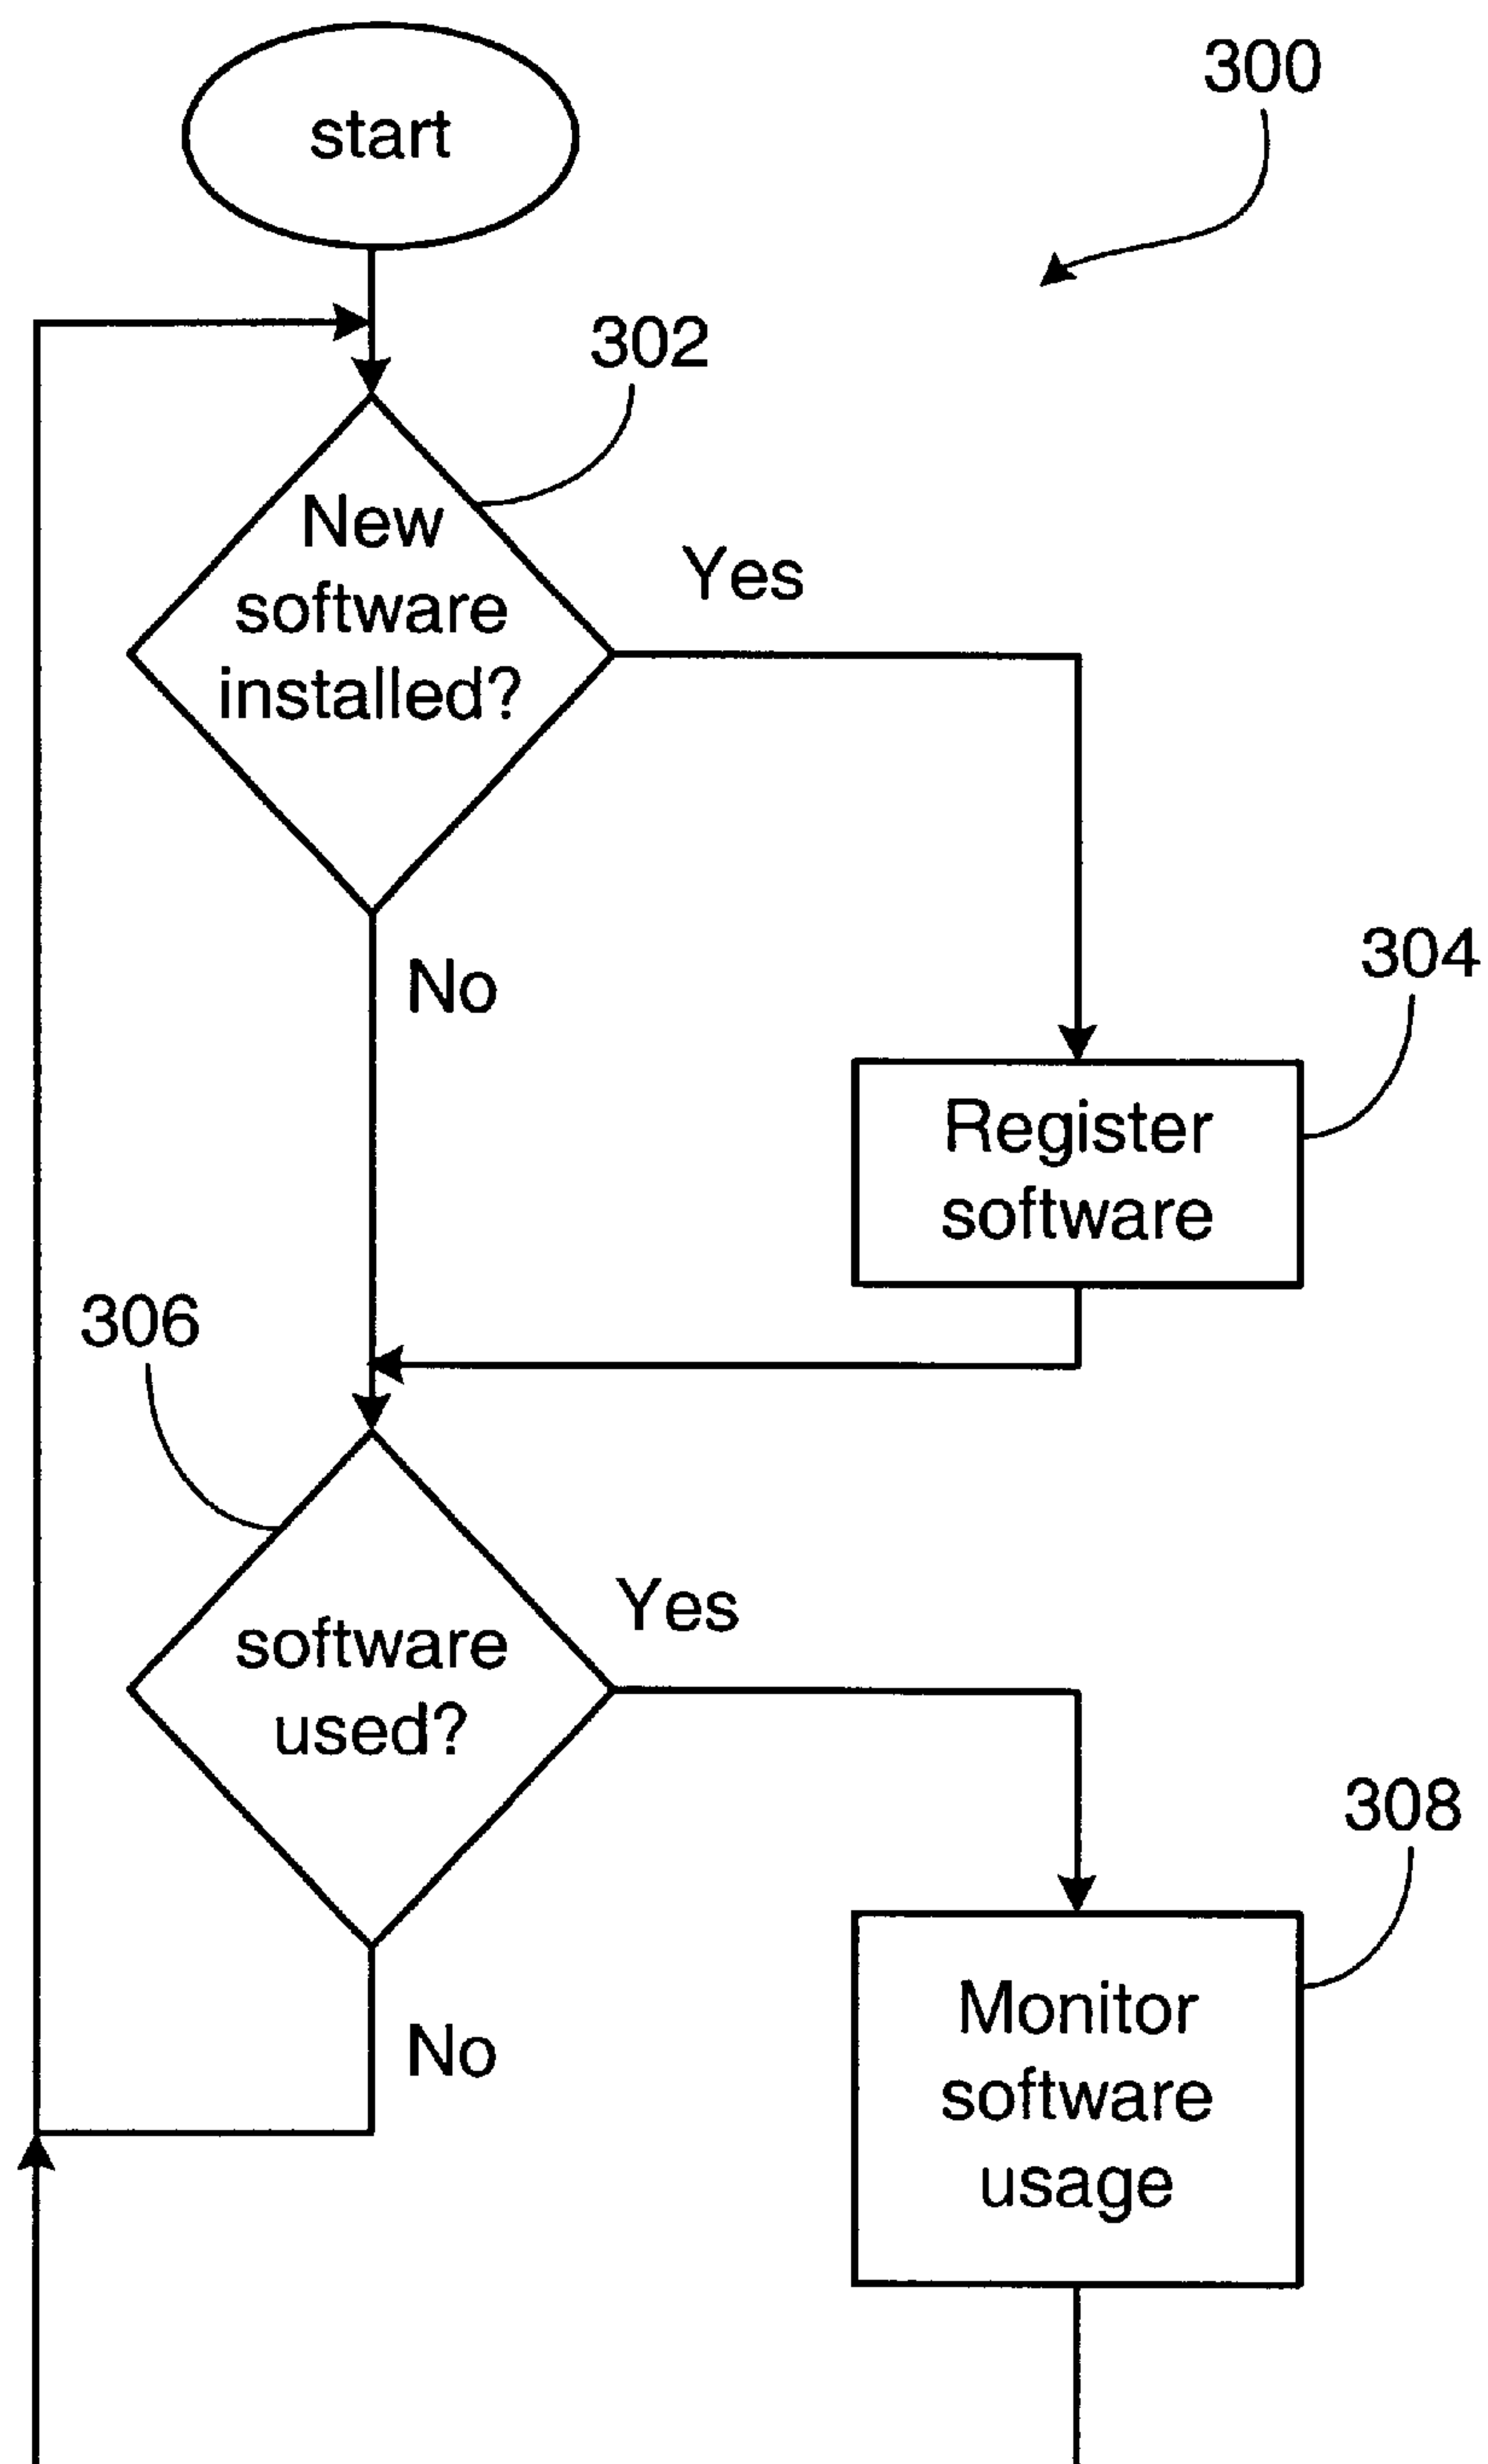 start
300
302
New
software
installed?
Yes
No
304
Register
software
306
software
used?
Yes
308
No
Monitor
software
usage